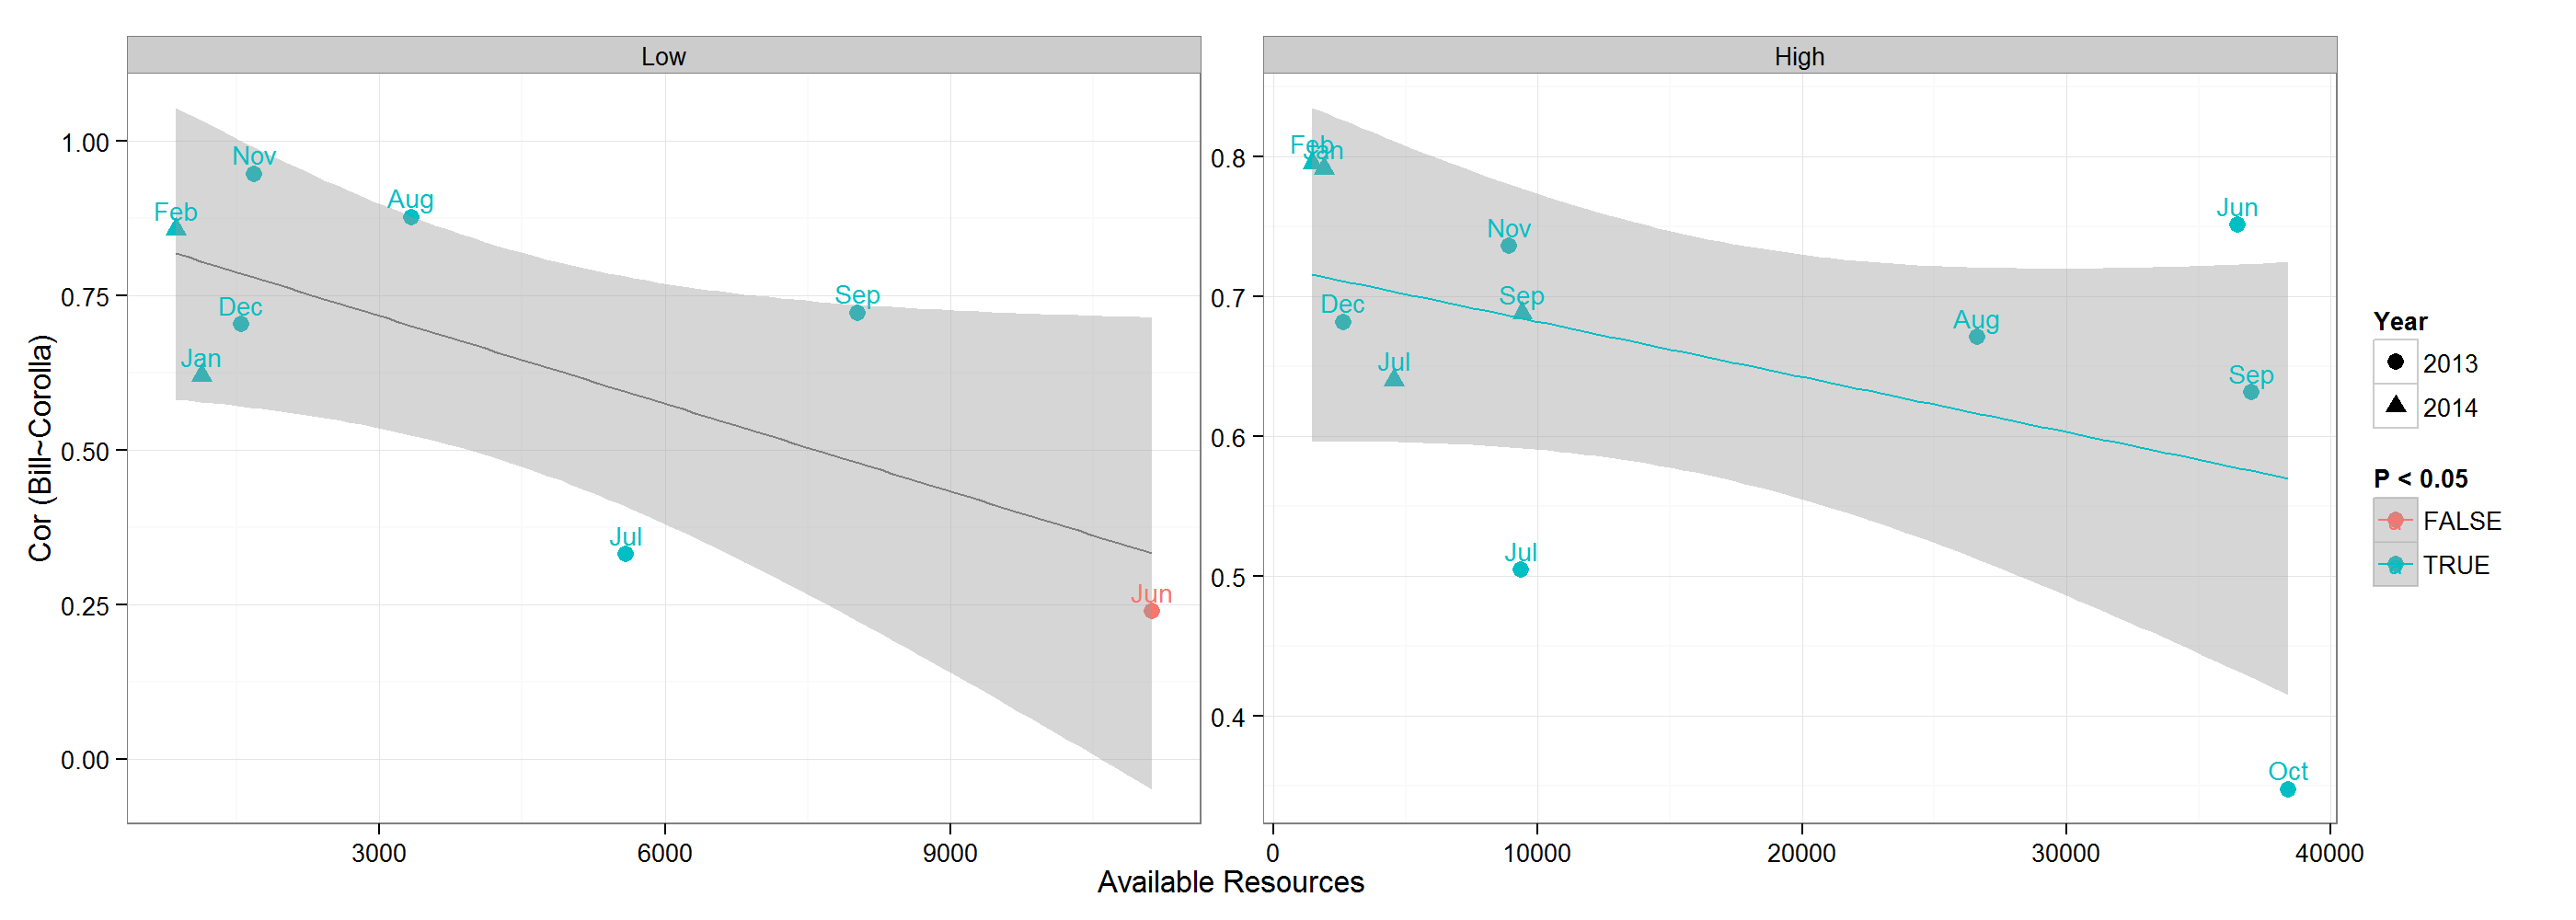 Low
High
Cor (Bill~Corolla)
1.00
0.75
0.50
0.25
0.00
Feb
Nov
Aug
Dec
Jan
Sep
Jul
Jun
3000
6000
9000
0.8
0.7
0.6
0.5
0.4
Feb
Jan
Nov
Jun
Dec
Sep
Aug
Jul
Sep
Jul
Oct
0
10000
20000
30000
40000
Available Resources
Year
2013
2014
P < 0.05
FALSE
TRUE